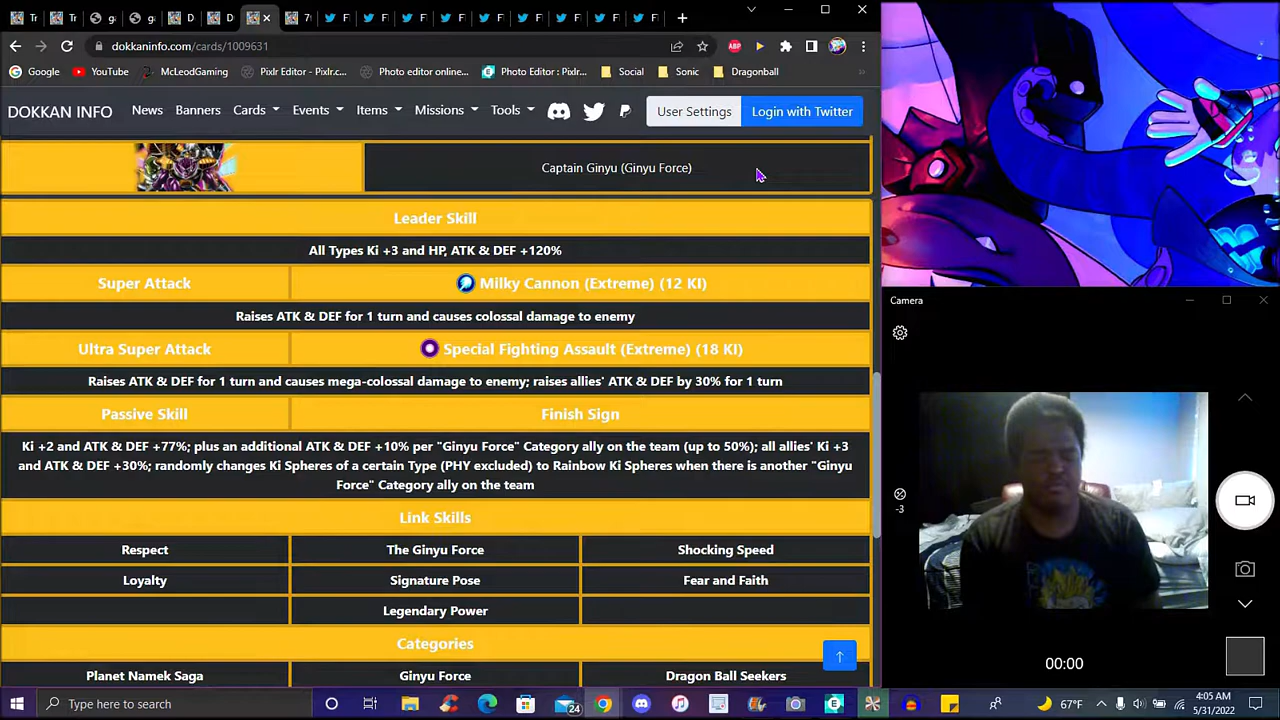 dokkaninfo.com/cards/1009631
Google YouTube McLeodGaming Pixlr Editor - Pixlr.c... Photo editor online... Photo Editor : Pixlr... Social Sonic Dragonball »
DOKKAN INFO News Banners Cards Events Items Missions Tools User Settings Login with Twitter
Captain Ginyu (Ginyu Force)
Leader Skill
All Types Ki +3 and HP, ATK & DEF +120%
Super Attack Milky Cannon (Extreme) (12 KI)
Raises ATK & DEF for 1 turn and causes colossal damage to enemy
Ultra Super Attack Special Fighting Assault (Extreme) (18 KI)
Raises ATK & DEF for 1 turn and causes mega-colossal damage to enemy; raises allies' ATK & DEF by 30% for 1 turn
Passive Skill Finish Sign
Ki +2 and ATK & DEF +77%; plus an additional ATK & DEF +10% per "Ginyu Force" Category ally on the team (up to 50%); all allies' Ki +3
and ATK & DEF +30%; randomly changes Ki Spheres of a certain Type (PHY excluded) to Rainbow Ki Spheres when there is another "Ginyu
Force" Category ally on the team
Link Skills
Respect The Ginyu Force Shocking Speed
Loyalty Signature Pose Fear and Faith
Legendary Power
Categories
Planet Namek Saga Ginyu Force Dragon Ball Seekers
Camera
-3
00:00
Type here to search
24
67°F
4:05 AM
5/31/2022